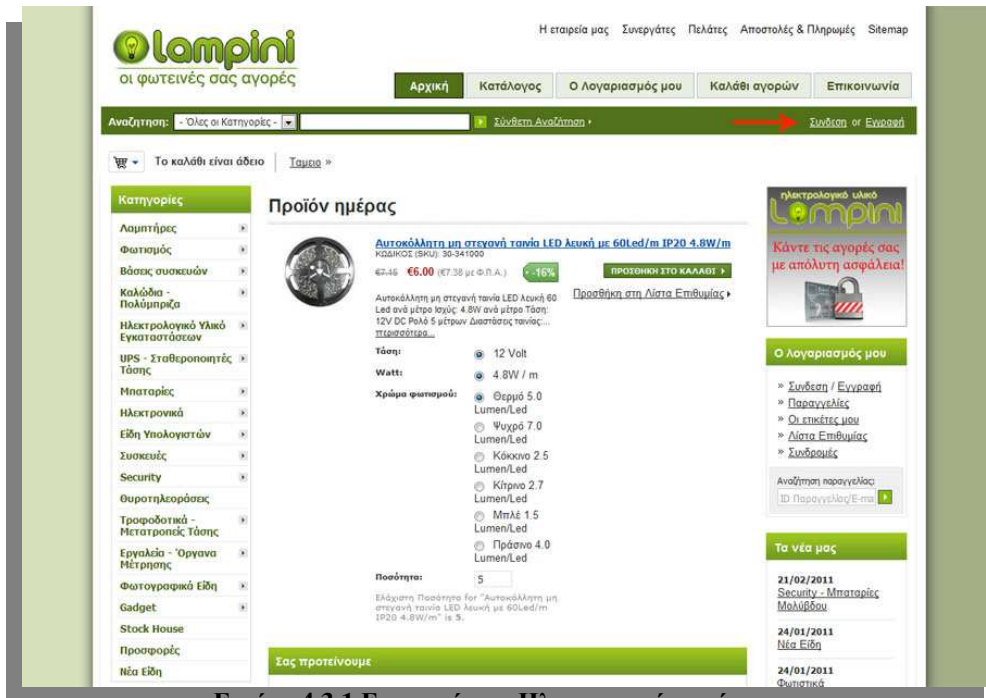 Η εταιρεία μας Συνεργάτες Πελάτες Αποστολές & Πληρωμές Sitemap
lampini
οι φωτεινές σας αγορές
Αρχική Κατάλογος Ο Λογαριασμός μου Καλάθι αγορών Επικοινωνία
Αναζητηση: - Όλες οι Κατηγορίες - Σύνθετη Αναζήτηση
Συνδεση or Εγγραφή
Το καλάθι είναι άδειο Ταμειο »
Κατηγορίες
Λαμπτήρες
Φωτισμός
Βάσεις συσκευών
Καλώδια -
Πολύμπριζα
Ηλεκτρολογικό Υλικό
Εγκαταστάσεων
UPS - Σταθεροποιητές
Τάσης
Μπαταρίες
Ηλεκτρονικά
Είδη Υπολογιστών
Συσκευές
Security
Θυροτηλεοράσεις
Τροφοδοτικά -
Μετατροπείς Τάσης
Εργαλεία - Όργανα
Μέτρησης
Φωτογραφικά Είδη
Gadget
Stock House
Προσφορές
Νέα Είδη
Προϊόν ημέρας
Αυτοκόλλητη μη στεγανή ταινία LED λευκή με 60Led/m IP20 4.8W/m
ΚΩΔΙΚΟΣ (SKU): 30-341000
€7.15 €6.00 (€7.38 με Φ.Π.Α.) -16%
ΠΡΟΣΘΗΚΗ ΣΤΟ ΚΑΛΑΘΙ
Προσθήκη στη Λίστα Επιθυμίας
Αυτοκόλλητη μη στεγανή ταινία LED λευκή 60
Led ανά μέτρο Ισχύς: 4.8W ανά μέτρο Τάση:
12V DC Ρολό 5 μέτρων Διαστάσεις ταινίας:...
περισσότερα...
Τάση: 12 Volt
Watt: 4.8W / m
Χρώμα φωτισμού: Θερμό 5.0
Lumen/Led
Ψυχρό 7.0
Lumen/Led
Κόκκινο 2.5
Lumen/Led
Κίτρινο 2.7
Lumen/Led
Μπλέ 1.5
Lumen/Led
Πράσινο 4.0
Lumen/Led
Ποσότητα: 5
Ελάχιστη Ποσότητα for "Αυτοκόλλητη μη
στεγανή ταινία LED λευκή με 60Led/m
IP20 4.8W/m" is 5.
Σας προτείνουμε
ηλεκτρολογικό υλικό
Lampini
Κάντε τις αγορές σας
με απόλυτη ασφάλεια!
Ο λογαριασμός μου
» Συνδεση / Εγγραφή
» Παραγγελίες
» Οι ετικέτες μου
» Λίστα Επιθυμίας
» Συνδρομές
Αναζήτηση παραγγελίας:
ID Παραγγελίας/E-ma
Τα νέα μας
21/02/2011
Security - Μπαταρίες
Μολύβδου
24/01/2011
Νέα Είδη
24/01/2011
Φωτιστικά